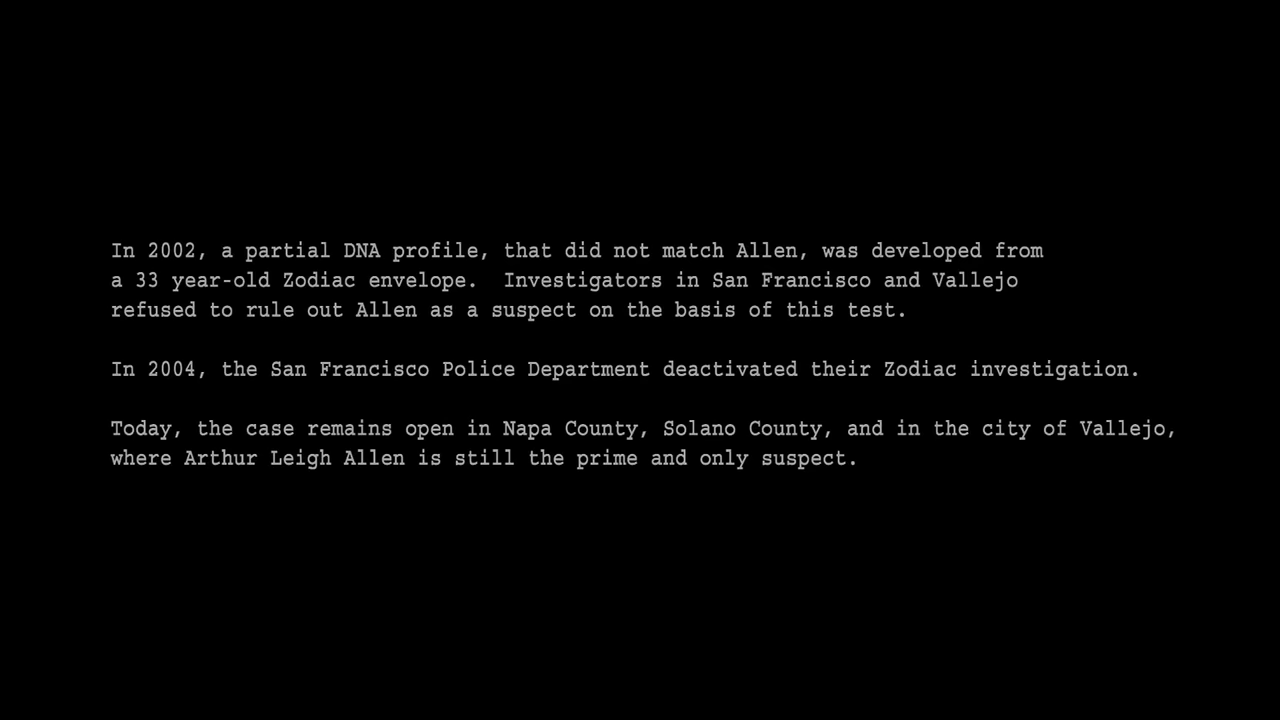 In 2002, a partial DNA profile, that did not match Allen, was developed from
a 33 year-old Zodiac envelope.  Investigators in San Francisco and Vallejo
refused to rule out Allen as a suspect on the basis of this test.
In 2004, the San Francisco Police Department deactivated their Zodiac investigation.
Today, the case remains open in Napa County, Solano County, and in the city of Vallejo,
where Arthur Leigh Allen is still the prime and only suspect.